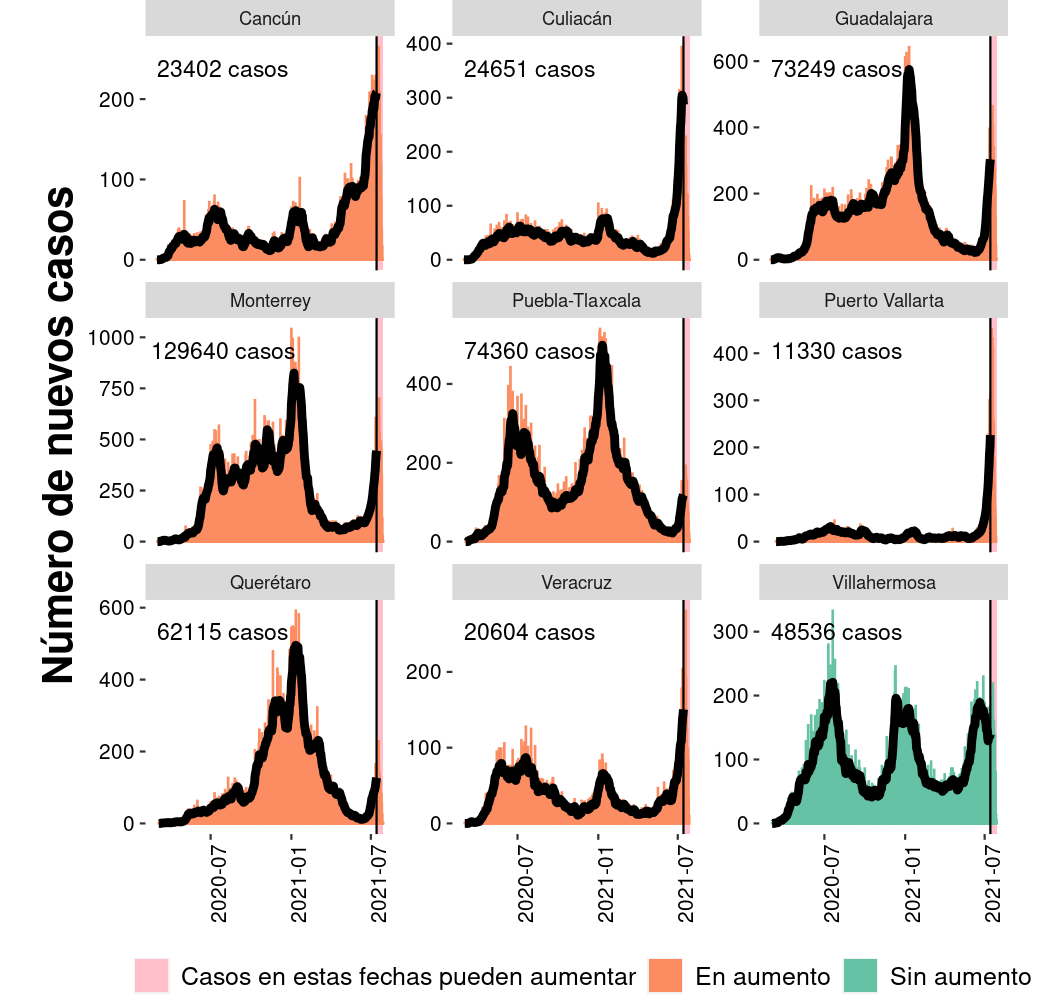 Número de nuevos casos
Cancún
23402 casos
200
100
0
Culiacán
24651 casos
400
300
200
100
0
Guadalajara
73249 casos
600
400
200
0
Monterrey
129640 casos
1000
750
500
250
0
Puebla-Tlaxcala
74360 casos
400
200
0
Puerto Vallarta
11330 casos
400
300
200
100
0
Querétaro
62115 casos
600
400
200
0
Veracruz
20604 casos
200
100
0
Villahermosa
48536 casos
300
200
100
0
2020-07
2021-01
2021-07
2020-07
2021-01
2021-07
2020-07
2021-01
2021-07
Casos en estas fechas pueden aumentar
En aumento
Sin aumento